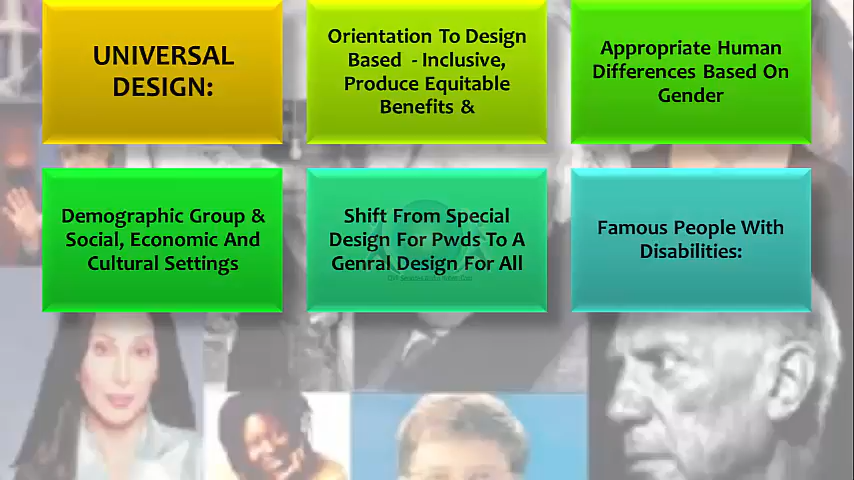 UNIVERSAL
DESIGN:
Orientation To Design
Based - Inclusive,
Produce Equitable
Benefits &
Appropriate Human
Differences Based On
Gender
Demographic Group &
Social, Economic And
Cultural Settings
Shift From Special
Design For Pwds To A
Genral Design For All
Famous People With
Disabilities: